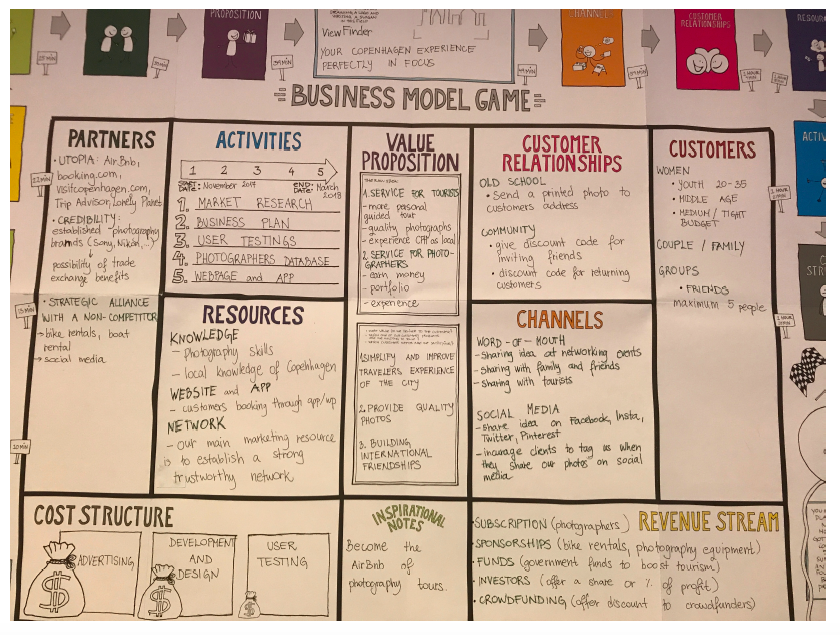 PROPOSITION
ViewFinder
YOUR COPENHAGEN EXPERIENCE
PERFECTLY IN FOCUS
CHANNELS
CUSTOMER
RELATIONSHIPS
BUSINESS MODEL GAME
PARTNERS
• UTOPIA: AirBnb,
booking.com,
visitcopenhagen.com,
Trip Advisor, Lonely Planet
• CREDIBILITY:
established photography
brands (Sony, Nikon,...)
possibility of trade
exchange benefits
• STRATEGIC ALLIANCE
WITH A NON-COMPETITOR
→ bike rentals, boat
rental
→ social media
ACTIVITIES
1 2 3 4 5
START DATE: November 2017
END DATE: March 2018
1. MARKET RESEARCH
2. BUSINESS PLAN
3. USER TESTINGS
4. PHOTOGRAPHERS DATABASE
5. WEBPAGE and APP
RESOURCES
KNOWLEDGE
- Photography skills
- local knowledge of Copenhagen
WEBSITE and APP
- customers booking through app/wp
NETWORK
- Our main marketing resource
is to establish a strong
trustworthy network
VALUE
PROPOSITION
1. SERVICE FOR TOURISTS
- more personal
guided tour
- quality photographs
- experience CPH as local
2. SERVICE FOR PHOTO-
GRAPHERS
- earn money
- portfolio
- experience
1. SIMPLIFY AND IMPROVE
TRAVELERS EXPERIENCE
OF THE CITY
2. PROVIDE QUALITY
PHOTOS
3. BUILDING
INTERNATIONAL
FRIENDSHIPS
CUSTOMER
RELATIONSHIPS
OLD SCHOOL
• Send a printed photo to
customers address
COMMUNITY
• give discount code for
inviting friends
• discount code for returning
customers
CHANNELS
WORD-OF-MOUTH
- sharing idea at networking events
- sharing with family and friends
- sharing with tourists
SOCIAL MEDIA
- share idea on Facebook, Insta,
Twitter, Pinterest
- incurage clients to tag us when
they share our photos on social
media
CUSTOMERS
WOMEN
• YOUTH 20-35
• MIDDLE AGE
• MEDIUM / TIGHT
BUDGET
COUPLE / FAMILY
GROUPS
• FRIENDS
maximum 5 people
COST STRUCTURE
ADVERTISING
DEVELOPMENT
AND
DESIGN
USER
TESTING
$
$
$
INSPIRATIONAL
NOTES
Become the
AirBnb of
photography tours.
REVENUE STREAM
• SUBSCRIPTION (photographers)
• SPONSORSHIPS (bike rentals, photography equipment)
• FUNDS (government funds to boost tourism)
• INVESTORS (offer a share or % of profit)
• CROWDFUNDING (offer discount to crowdfunders)